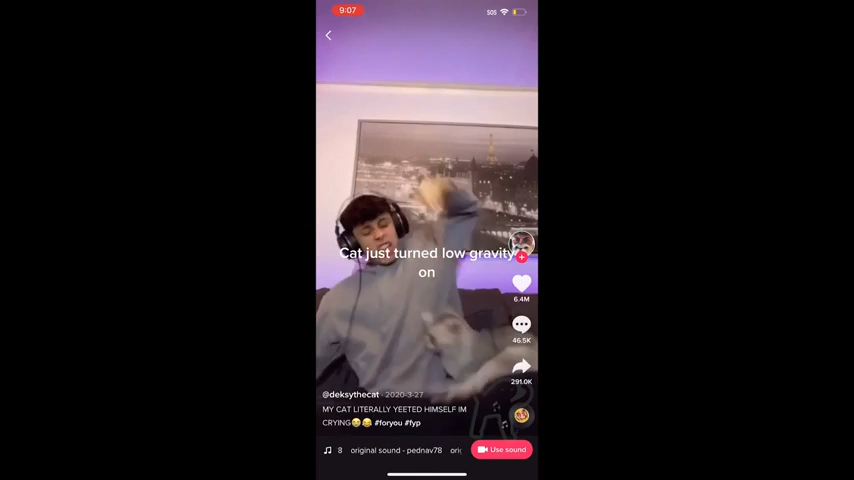 9:07
SOS
Cat just turned low gravity
on
6.4M
46.5K
291.0K
@deksythecat · 2020-3-27
MY CAT LITERALLY YEETED HIMSELF IM
CRYING😭😂 #foryou #fyp
8 original sound - pednav78
Use sound